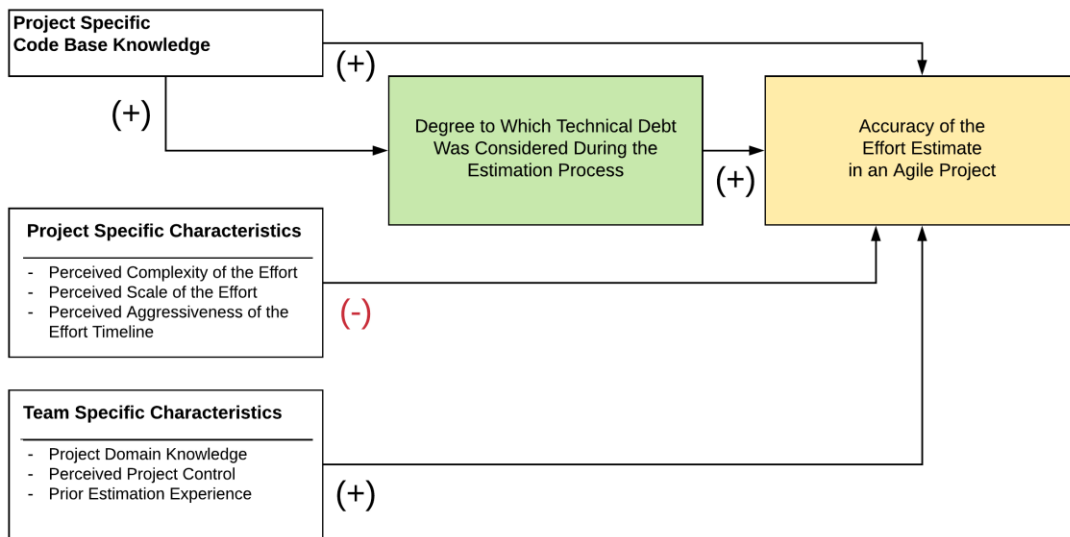 Project Specific
Code Base Knowledge
(+)
(+)
Degree to Which Technical Debt
Was Considered During the
Estimation Process
(+)
Accuracy of the
Effort Estimate
in an Agile Project
Project Specific Characteristics
- Perceived Complexity of the Effort
- Perceived Scale of the Effort
- Perceived Aggressiveness of the
Effort Timeline
(-)
Team Specific Characteristics
- Project Domain Knowledge
- Perceived Project Control
- Prior Estimation Experience
(+)